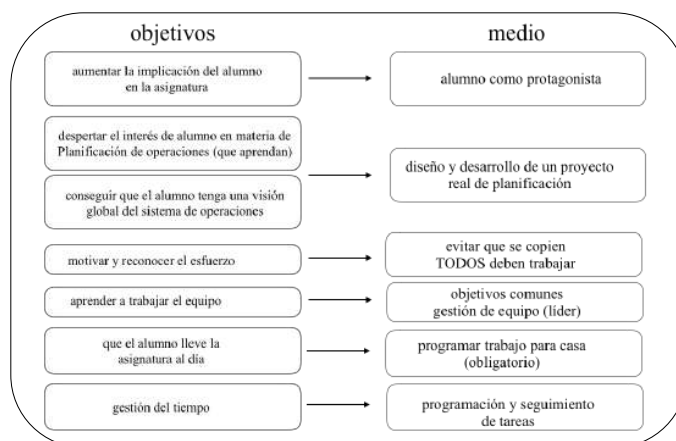 objetivos
medio
aumentar la implicación del alumno
en la asignatura
alumno como protagonista
despertar el interés de alumno en materia de
Planificación de operaciones (que aprendan)
conseguir que el alumno tenga una visión
global del sistema de operaciones
diseño y desarrollo de un proyecto
real de planificación
motivar y reconocer el esfuerzo
evitar que se copien
TODOS deben trabajar
aprender a trabajar el equipo
objetivos comunes
gestión de equipo (líder)
que el alumno lleve la
asignatura al día
programar trabajo para casa
(obligatorio)
gestión del tiempo
programación y seguimiento
de tareas